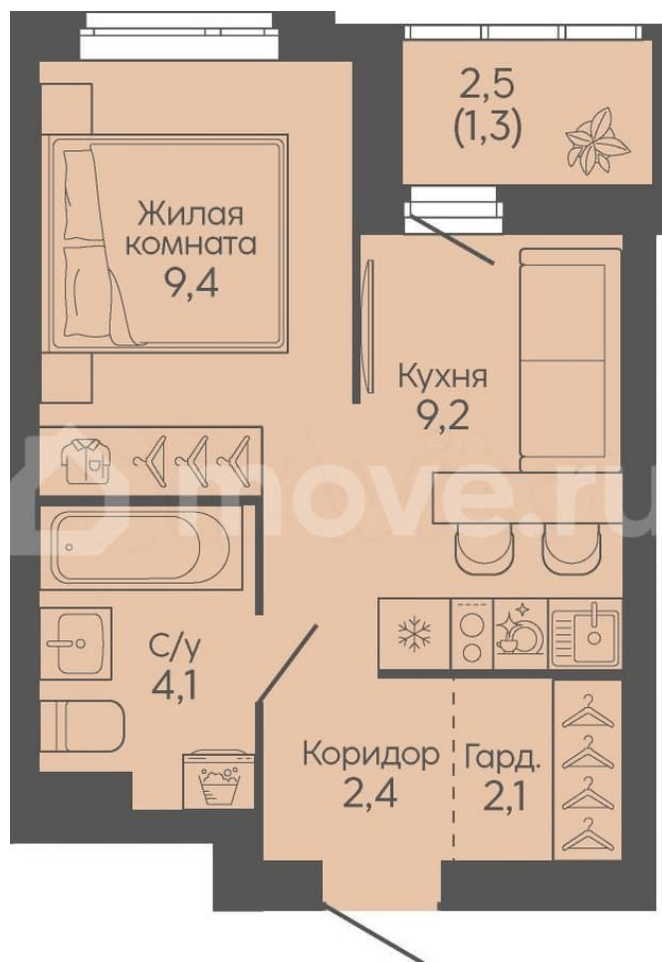 2,5
(1,3)
Жилая
комната
9,4
Кухня
9,2
move.ru
С/у
4,1
Коридор
2,4
Гард.
2,1